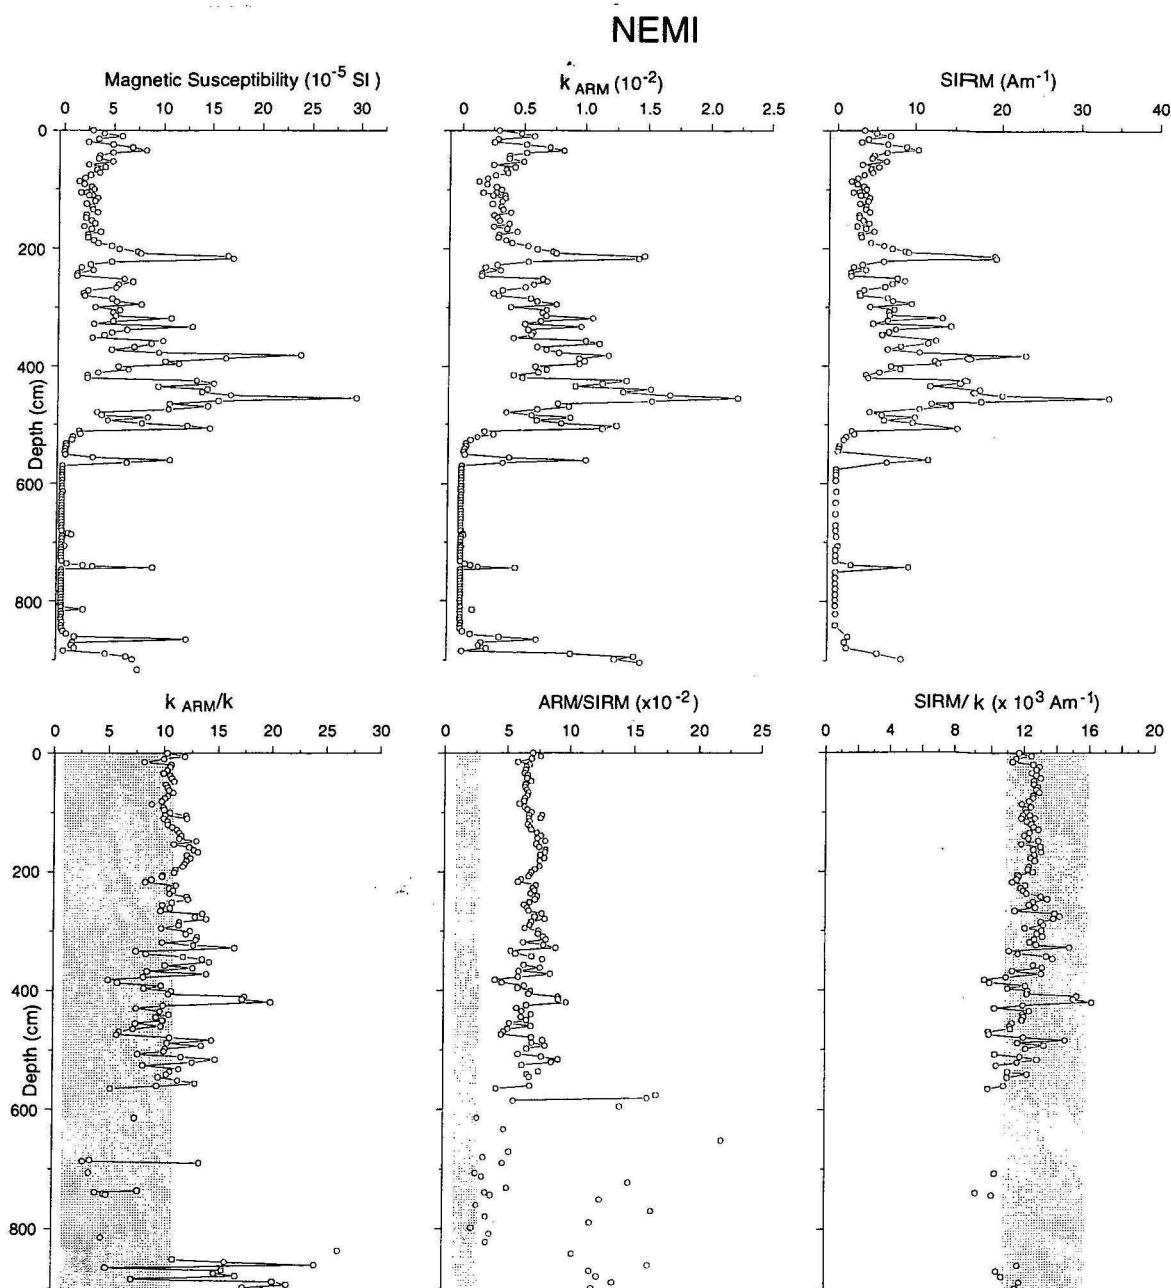 NEMI
Magnetic Susceptibility (10-5 SI )
k ARM (10-2)
SIRM (Am-1)
0 5 10 15 20 25 30
0 0.5 1.0 1.5 2.0 2.5
0 10 20 30 40
0
200
400
600
800
Depth (cm)
k ARM/k
ARM/SIRM (x10-2)
SIRM/ k (x 103 Am-1)
0 5 10 15 20 25 30
0 5 10 15 20 25
0 4 8 12 16 20
0
200
400
600
800
Depth (cm)